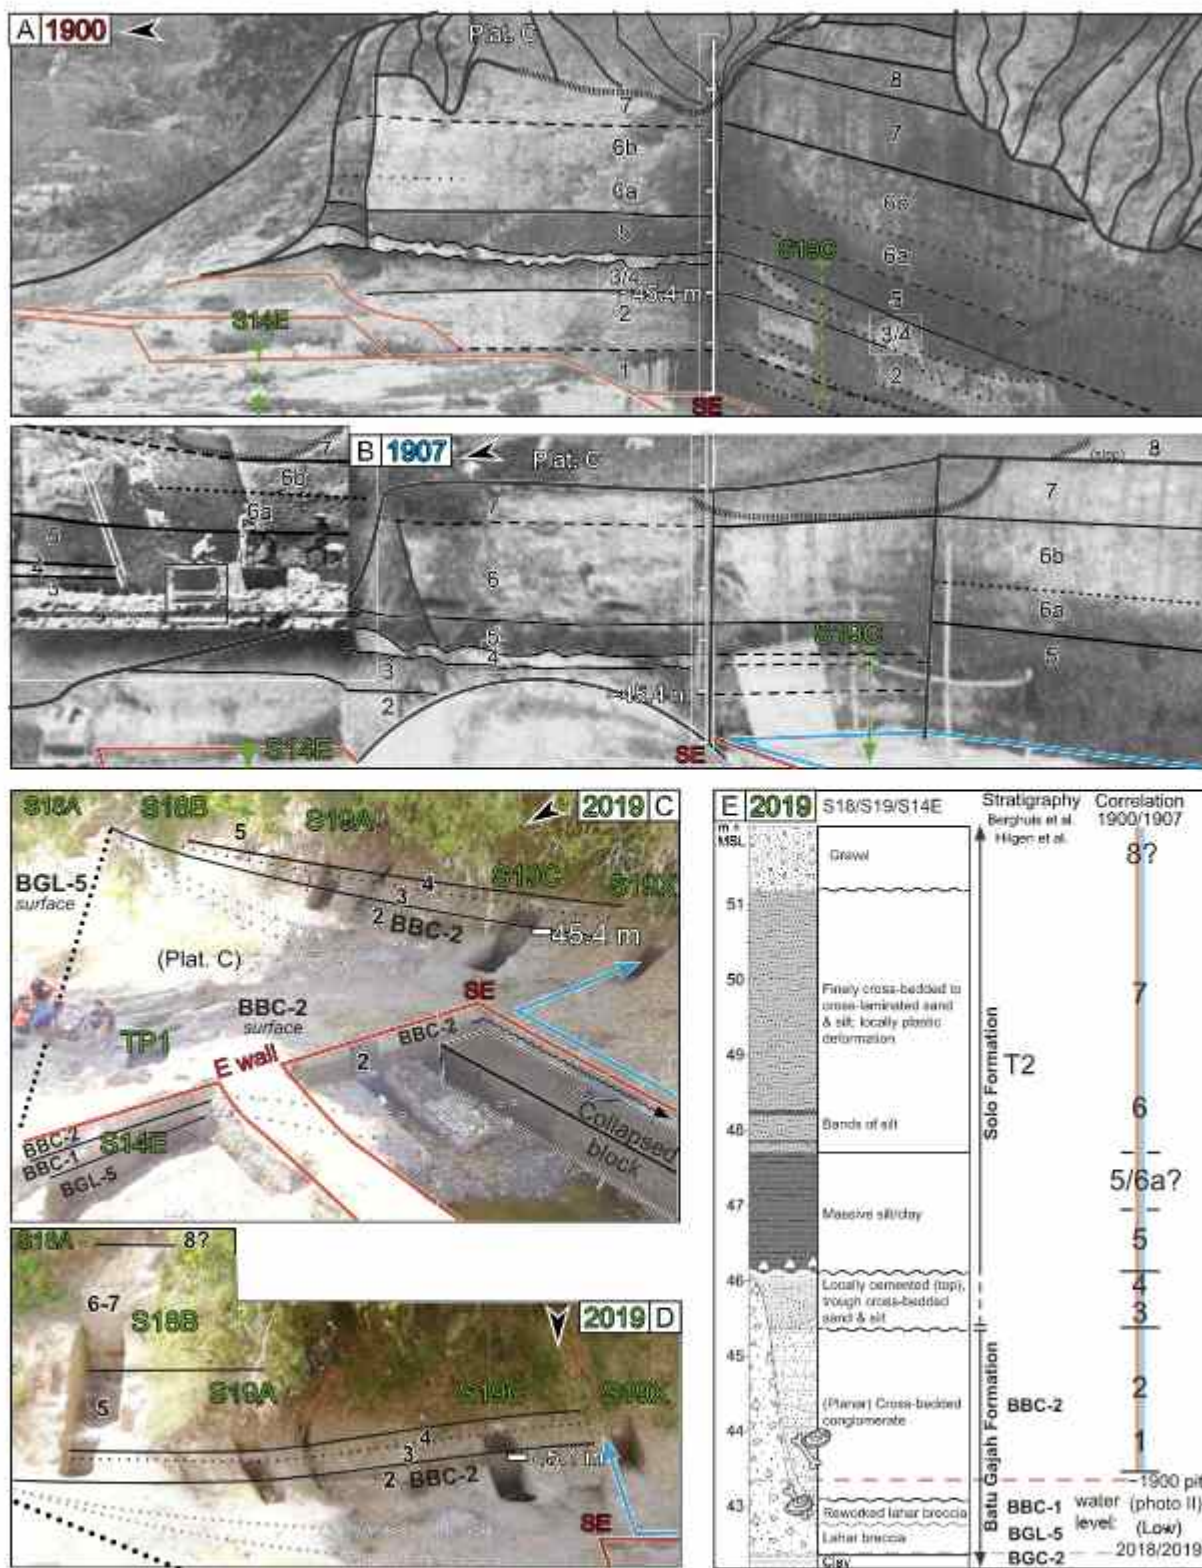 A 1900
Plat. C
8
7
7
6b
6a
6a
S19C
5
3/4
45.4 m
5
3/4
2
2
S14E
1
SE
B 1907
Plat. C
8
7
7
7
6b
6b
6a
6
6a
5
5
S19C
4
5
4
5
3
45.4 m
2
S14E
SE
2019 C
S18A
S18B
S19A
5
S19C
4
S19X
3
BGL-5
surface
2
BBC-2
45.4 m
(Plat. C)
SE
BBC-2
surface
TP1
BBC-2
E wall
2
BBC-2
S14E
BBC-1
BGL-5
Collapsed
block
S18A
8?
2019 D
6-7
S18B
S19A
S19C
S19X
5
4
3
2 BBC-2
SE
E 2019 S18/S19/S14E
Stratigraphy
Berghuis et al.
Hilgen et al.
Correlation
1900/1907
m +
MSL
Gravel
8?
51
50
Finely cross-bedded to
cross-laminated sand
& silt; locally plastic
deformation
7
49
T2
Solo Formation
6
Bands of silt
48
5/6a?
47
Massive silt/clay
5
46
Locally cemented (top),
trough cross-bedded
sand & silt
4
3
45
(Planar) Cross-bedded
conglomerate
BBC-2
2
44
1
Batu Gajah Formation
~1900 pit
43
Reworked lahar breccia
BBC-1
water
level:
(photo II)
Lahar breccia
BGL-5
(Low)
2018/2019
Clay
BGC-2